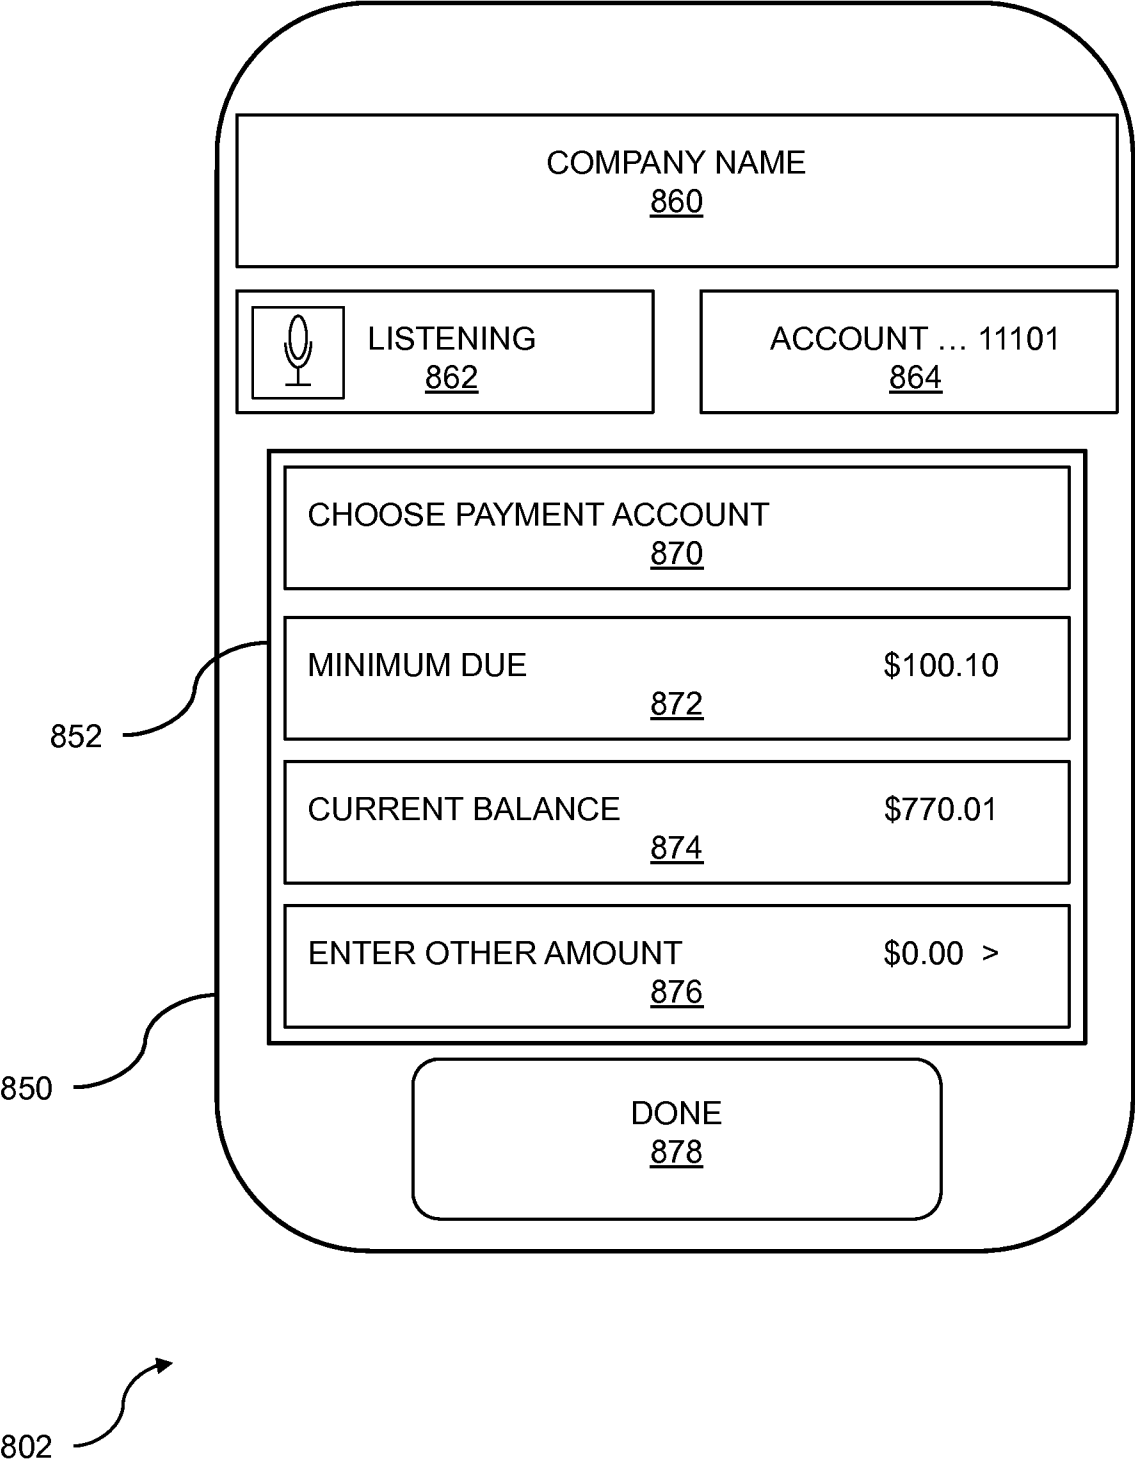 COMPANY NAME
860
LISTENING
862
ACCOUNT ... 11101
864
CHOOSE PAYMENT ACCOUNT
870
MINIMUM DUE $100.10
872
852
CURRENT BALANCE $770.01
874
ENTER OTHER AMOUNT $0.00 >
876
850
DONE
878
802